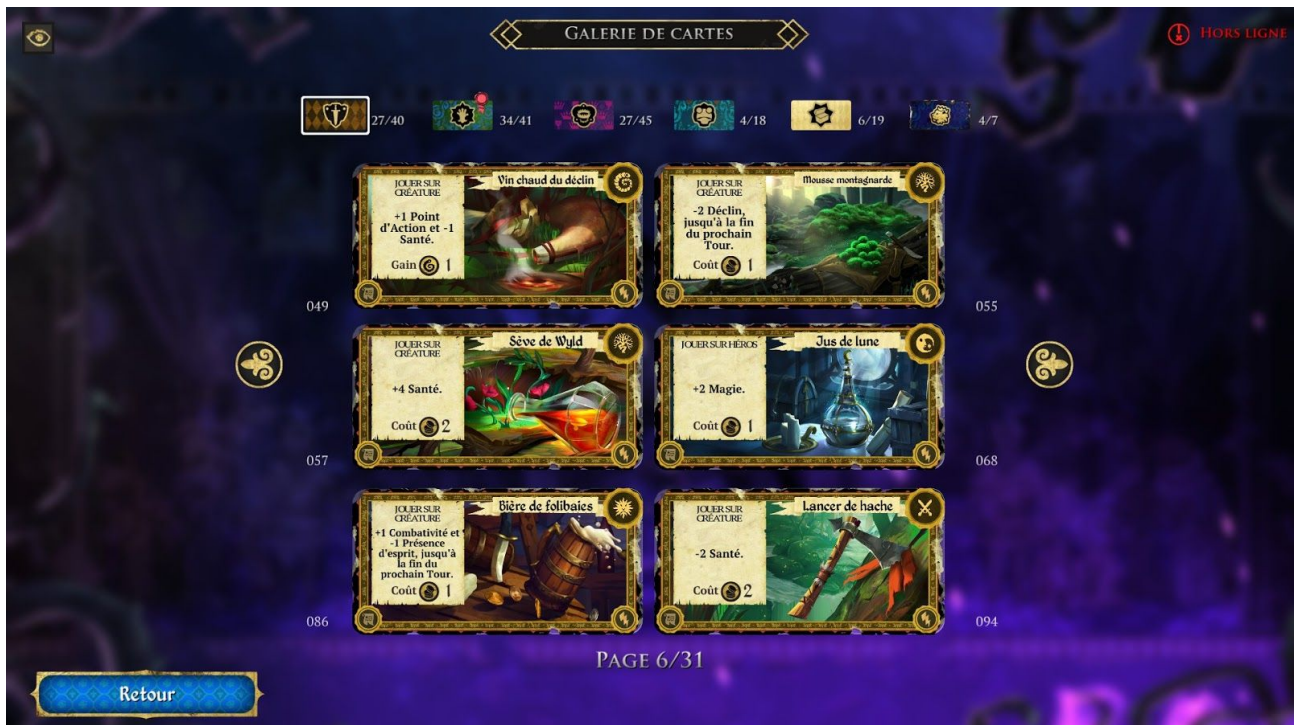 GALERIE DE CARTES
HORS LIGNE
27/40
34/41
27/45
4/18
6/19
4/7
JOUER SUR
CRÉATURE
Vin chaud du déclin
+1 Point
d'Action et -1
Santé.
Gain 1
049
JOUER SUR
CRÉATURE
Mousse montagnarde
-2 Déclin,
jusqu'à la fin
du prochain
Tour.
Coût 1
055
JOUER SUR
CRÉATURE
Sève de Wyld
+4 Santé.
Coût 2
057
JOUER SUR HÉROS
Jus de lune
+2 Magie.
Coût 1
068
JOUER SUR
CRÉATURE
Bière de folibaies
+1 Combativité et
-1 Présence
d'esprit, jusqu'à
la fin du
prochain Tour.
Coût 1
086
JOUER SUR
CRÉATURE
Lancer de hache
-2 Santé.
Coût 2
094
PAGE 6/31
Retour